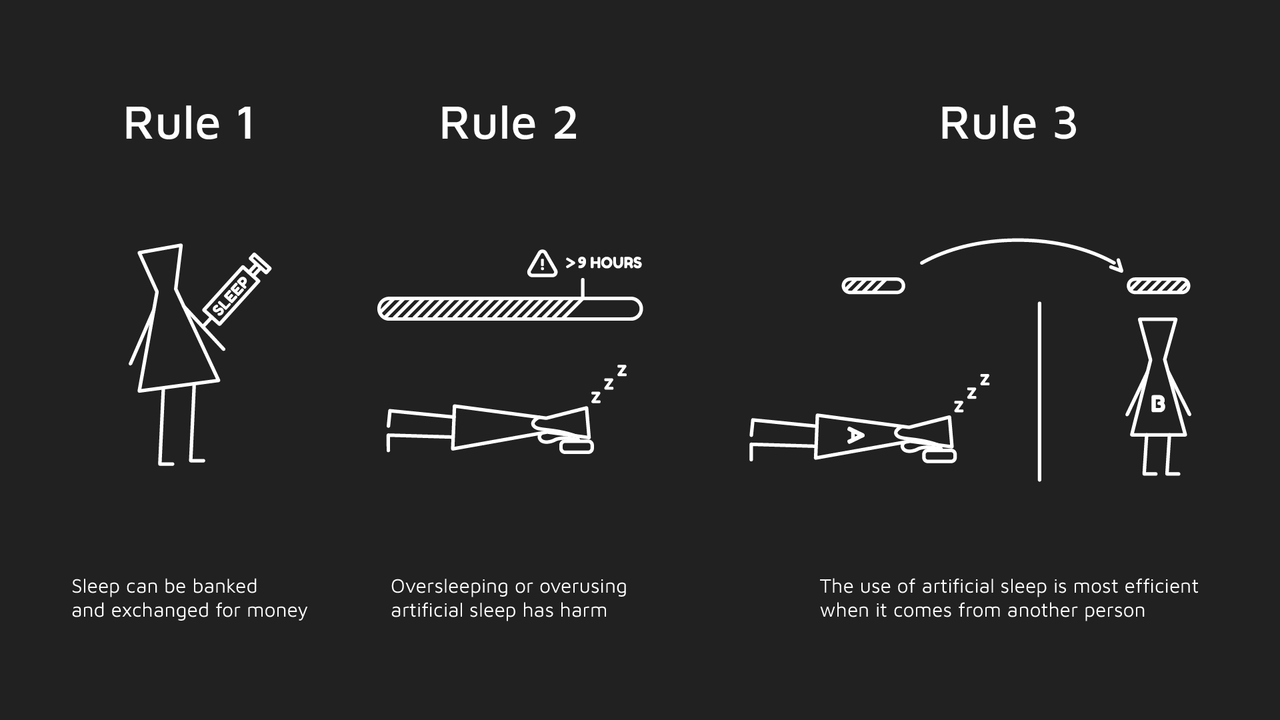 Rule 1
SLEEP
Sleep can be banked
and exchanged for money
Rule 2
>9 HOURS
z z z
Oversleeping or overusing
artificial sleep has harm
Rule 3
z z z
A
B
The use of artificial sleep is most efficient
when it comes from another person